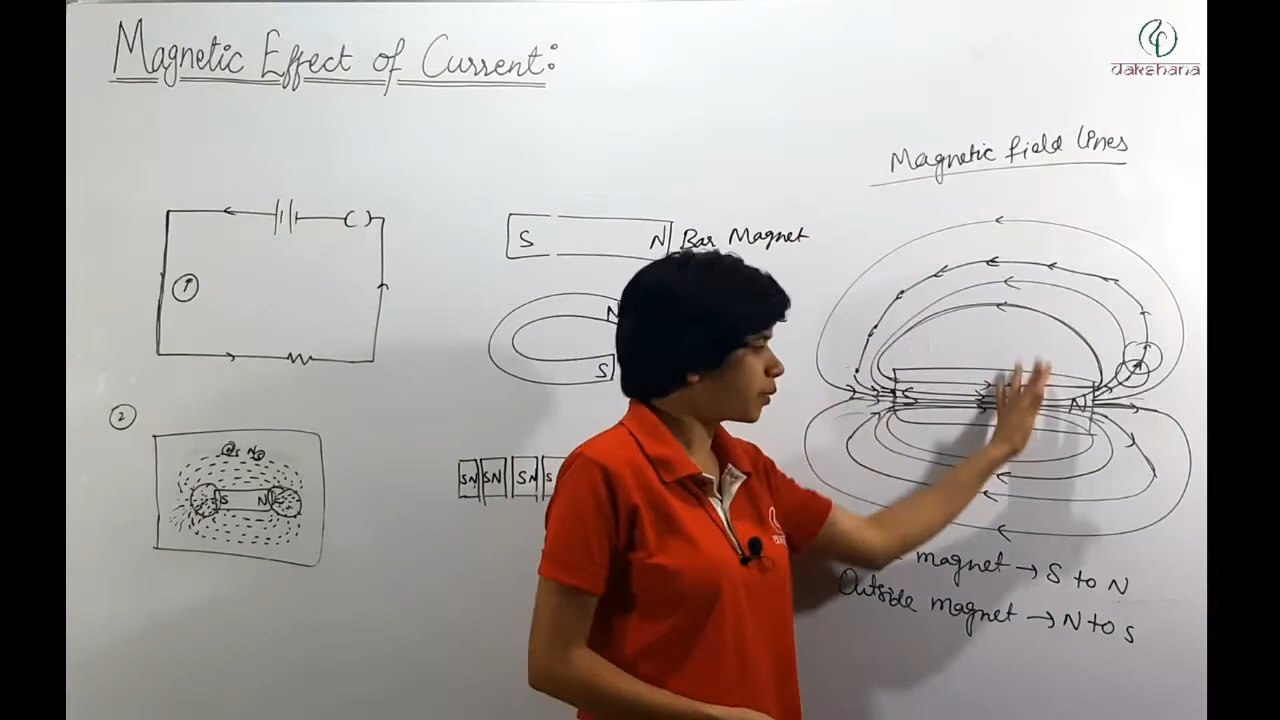 Magnetic Effect of Current:
dakshana
Magnetic field lines
S N Bar Magnet
1
N
S
N
2
S N
S N
SN SN SN S
magnet → S to N
Outside magnet → N to S